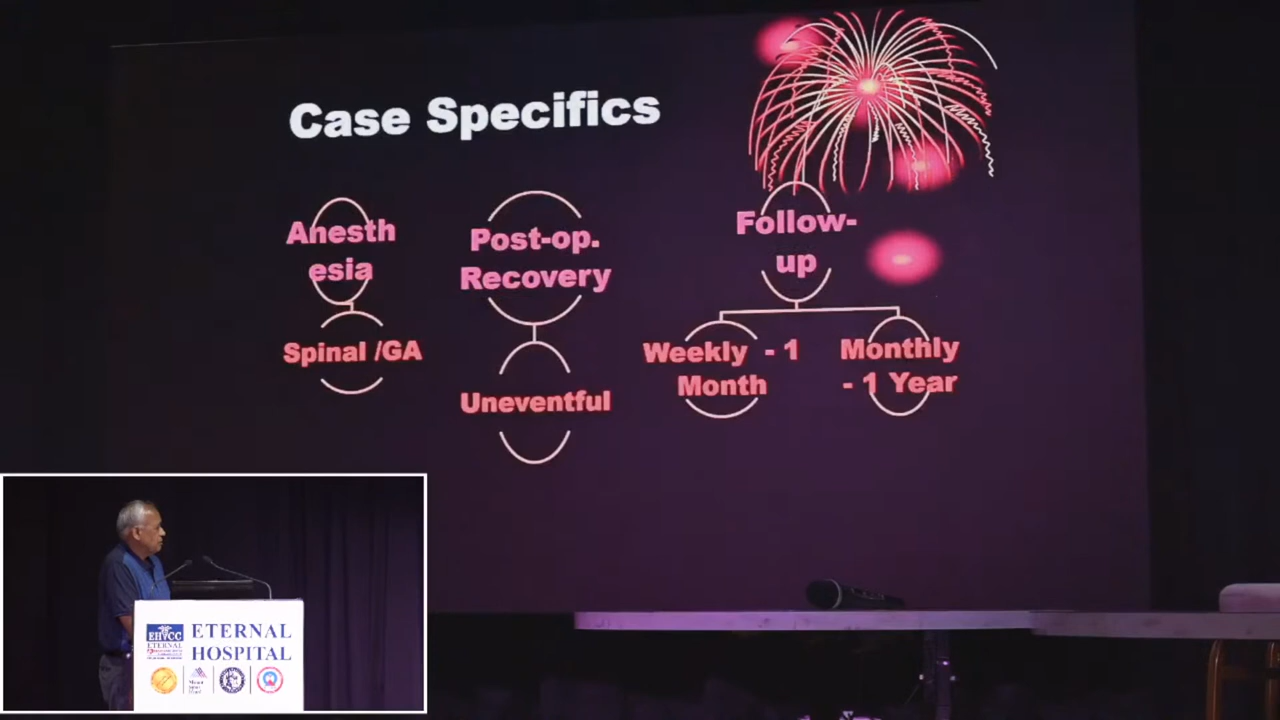 Case Specifics
Anesth
esia
Spinal /GA
Post-op.
Recovery
Uneventful
Follow-
up
Weekly - 1
Month
Monthly
- 1 Year
EHCC
ETERNAL
ETERNAL
HOSPITAL